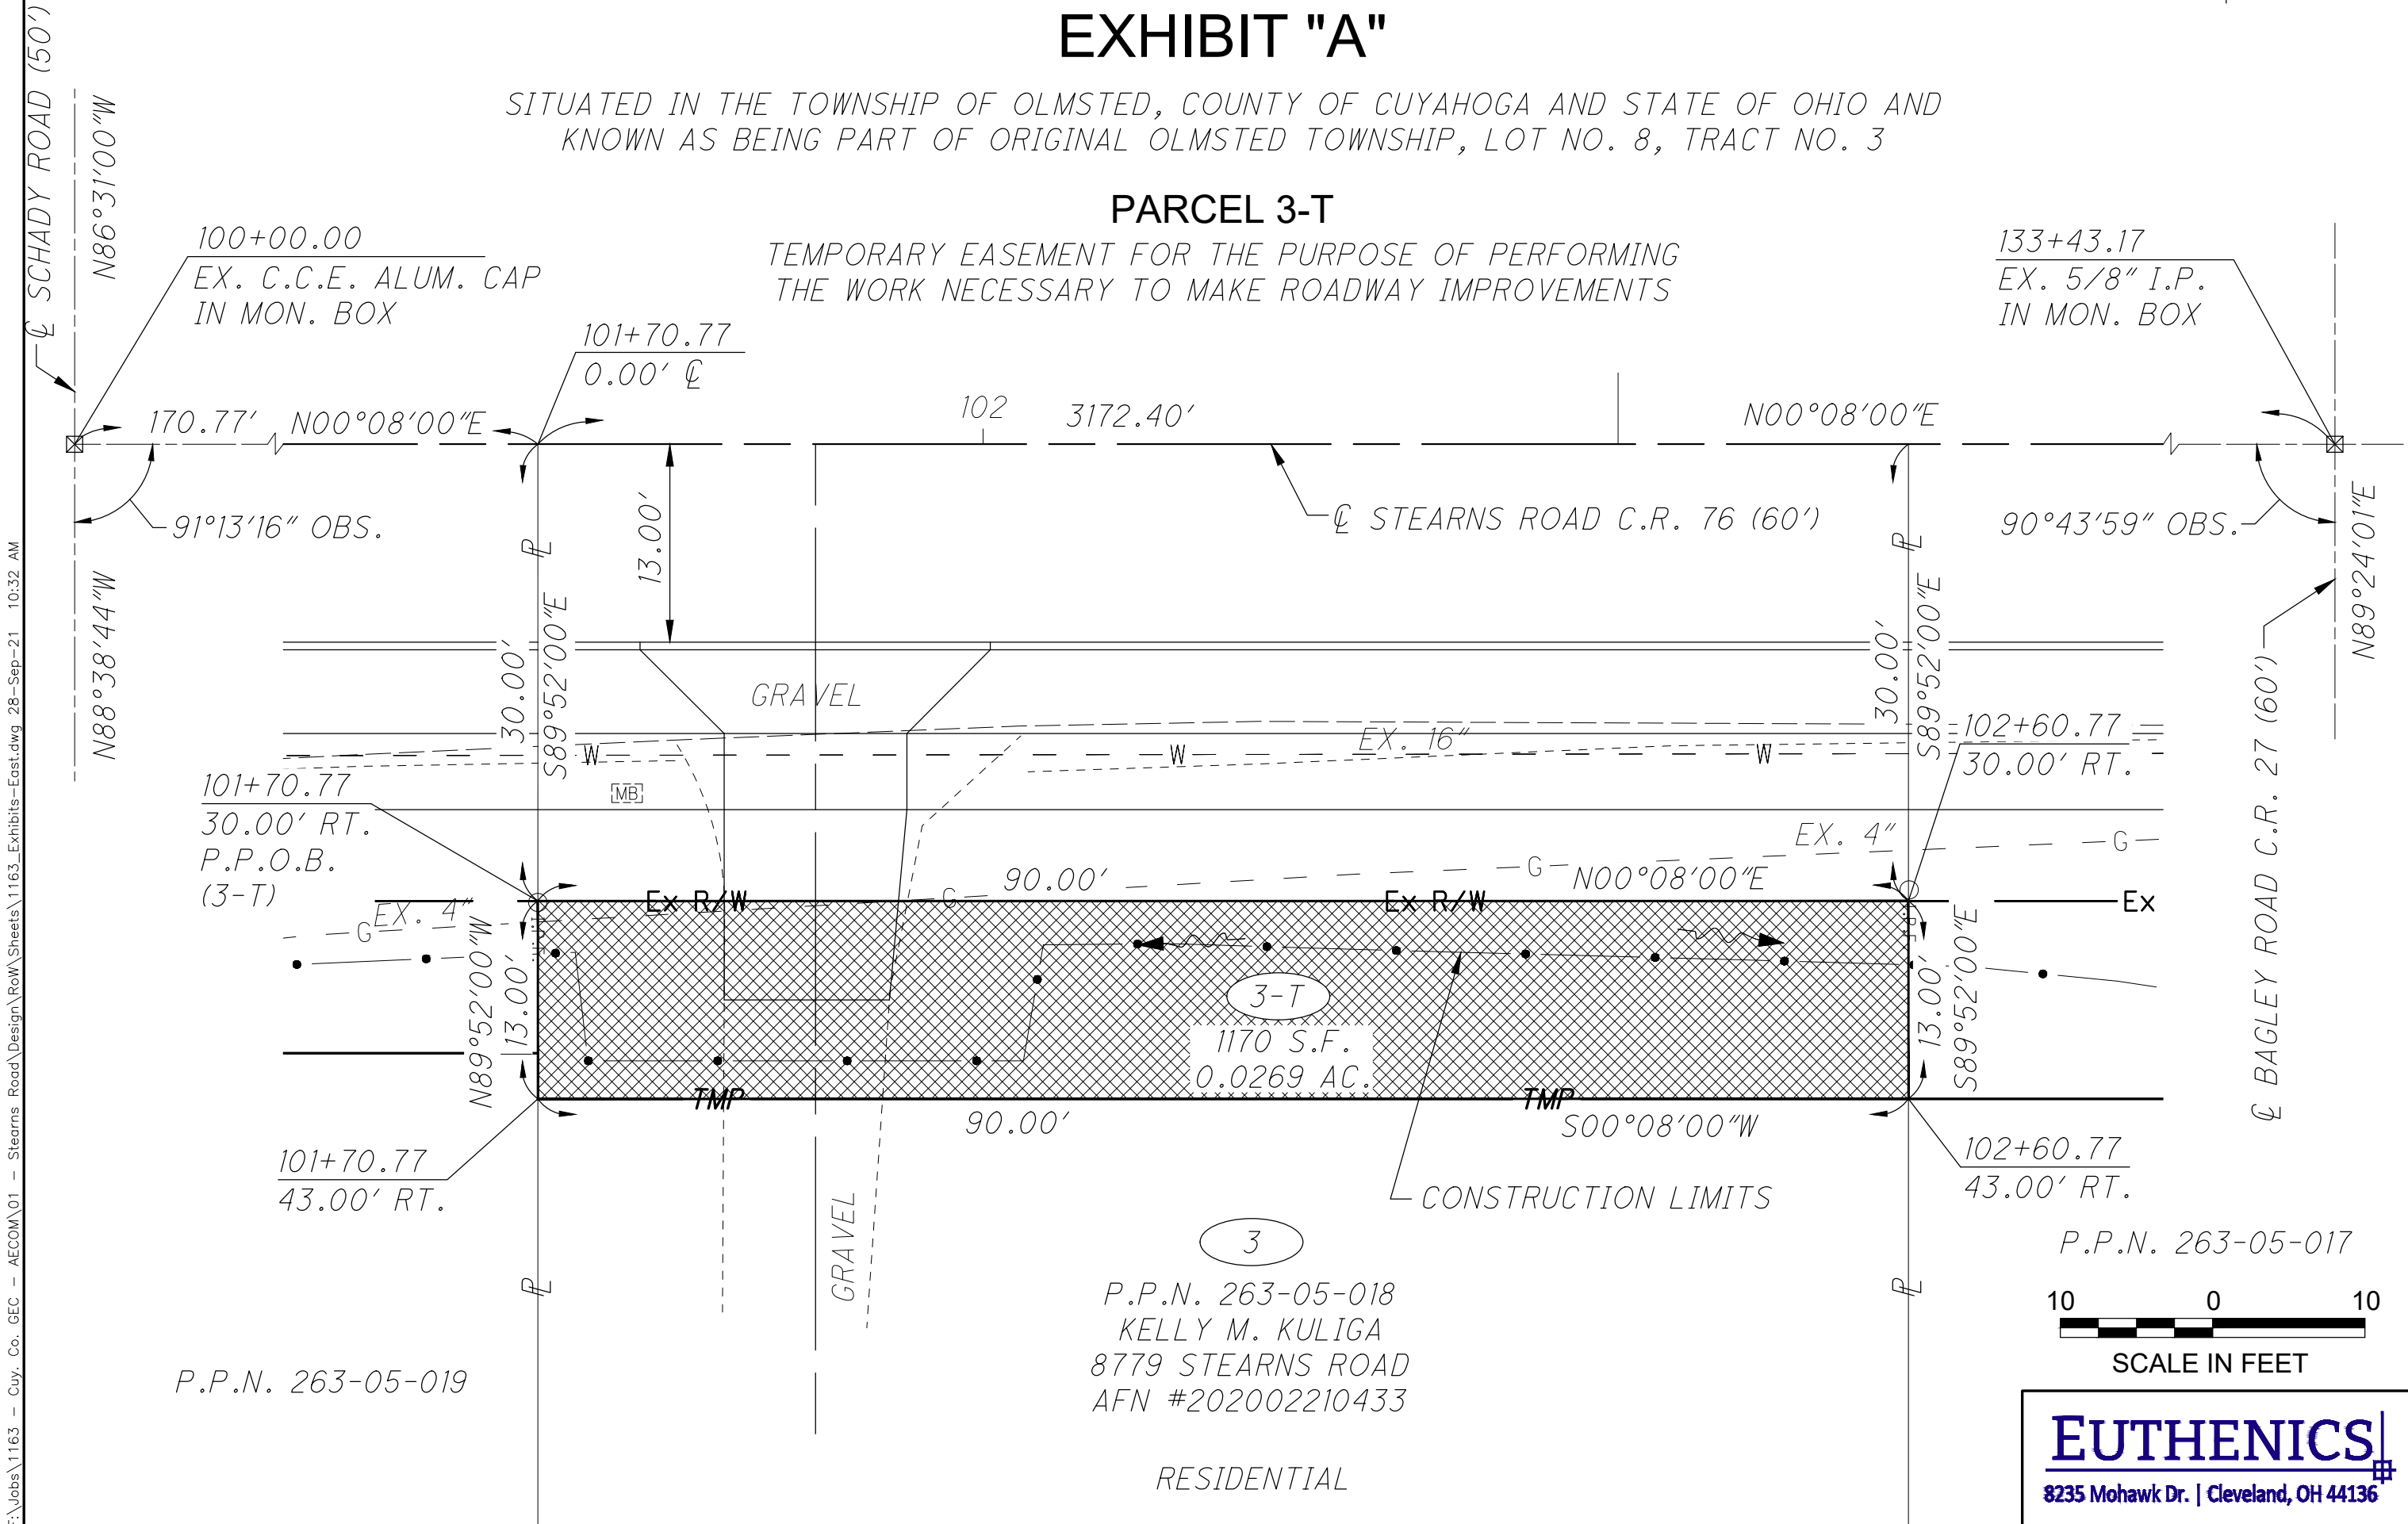 EXHIBIT "A"
SITUATED IN THE TOWNSHIP OF OLMSTED, COUNTY OF CUYAHOGA AND STATE OF OHIO AND
KNOWN AS BEING PART OF ORIGINAL OLMSTED TOWNSHIP, LOT NO. 8, TRACT NO. 3
PARCEL 3-T
TEMPORARY EASEMENT FOR THE PURPOSE OF PERFORMING
THE WORK NECESSARY TO MAKE ROADWAY IMPROVEMENTS
℄ SCHADY ROAD (50')
N86°31'00"W
100+00.00
EX. C.C.E. ALUM. CAP
IN MON. BOX
133+43.17
EX. 5/8" I.P.
IN MON. BOX
101+70.77
0.00' ℄
170.77'
N00°08'00"E
102
3172.40'
N00°08'00"E
91°13'16" OBS.
13.00'
℄ STEARNS ROAD C.R. 76 (60')
90°43'59" OBS.
N89°24'01"E
N88°38'44"W
PL
PL
30.00'
S89°52'00"E
GRAVEL
30.00'
S89°52'00"E
W
W
EX. 16"
W
MB
102+60.77
30.00' RT.
101+70.77
30.00' RT.
P.P.O.B.
(3-T)
℄ BAGLEY ROAD C.R. 27 (60')
EX. 4"
G
G
90.00'
N00°08'00"E
Ex R/W
G
Ex R/W
Ex
G
EX. 4"
N89°52'00"W
13.00'
3-T
1170 S.F.
0.0269 AC.
13.00'
S89°52'00"E
TMP
TMP
90.00'
S00°08'00"W
101+70.77
43.00' RT.
102+60.77
43.00' RT.
CONSTRUCTION LIMITS
GRAVEL
PL
PL
3
P.P.N. 263-05-018
KELLY M. KULIGA
8779 STEARNS ROAD
AFN #202002210433
RESIDENTIAL
P.P.N. 263-05-019
P.P.N. 263-05-017
10 0 10
SCALE IN FEET
EUTHENICS
8235 Mohawk Dr. | Cleveland, OH 44136
F:\Jobs\1163 - Cuy. Co. GEC - AECOM\01 - Stearns Road\Design\RoW\Sheets\1163_Exhibits-East.dwg 28-Sep-21 10:32 AM